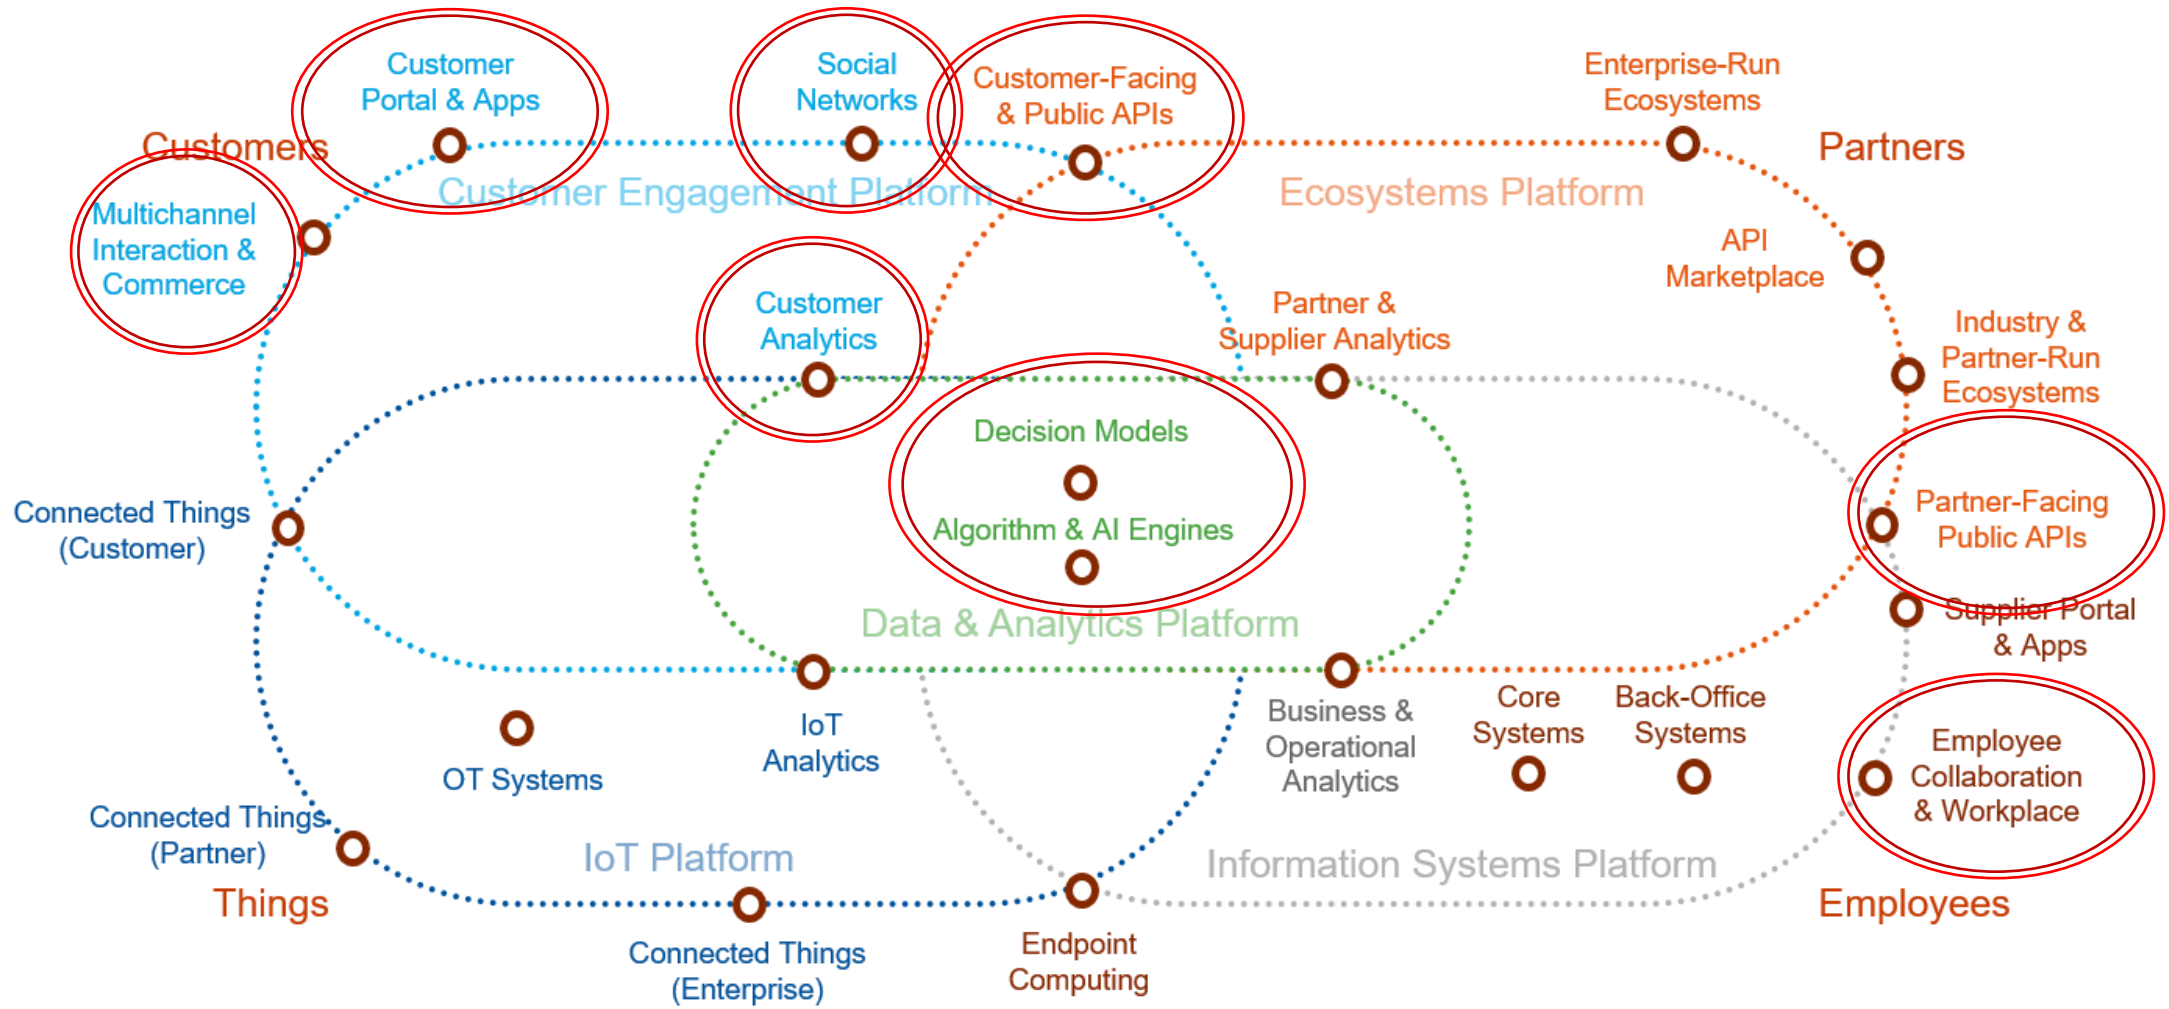 Customer
Portal & Apps
Social
Networks
Customer-Facing
& Public APIs
Enterprise-Run
Ecosystems
Customers
Partners
Customer Engagement Platform
Ecosystems Platform
Multichannel
Interaction &
Commerce
API
Marketplace
Customer
Analytics
Partner &
Supplier Analytics
Industry &
Partner-Run
Ecosystems
Decision Models
Algorithm & AI Engines
Connected Things
(Customer)
Partner-Facing
Public APIs
Data & Analytics Platform
Supplier Portal
& Apps
IoT
Analytics
Business &
Operational
Analytics
Core
Systems
Back-Office
Systems
Employee
Collaboration
& Workplace
OT Systems
Connected Things
(Partner)
IoT Platform
Information Systems Platform
Things
Employees
Connected Things
(Enterprise)
Endpoint
Computing